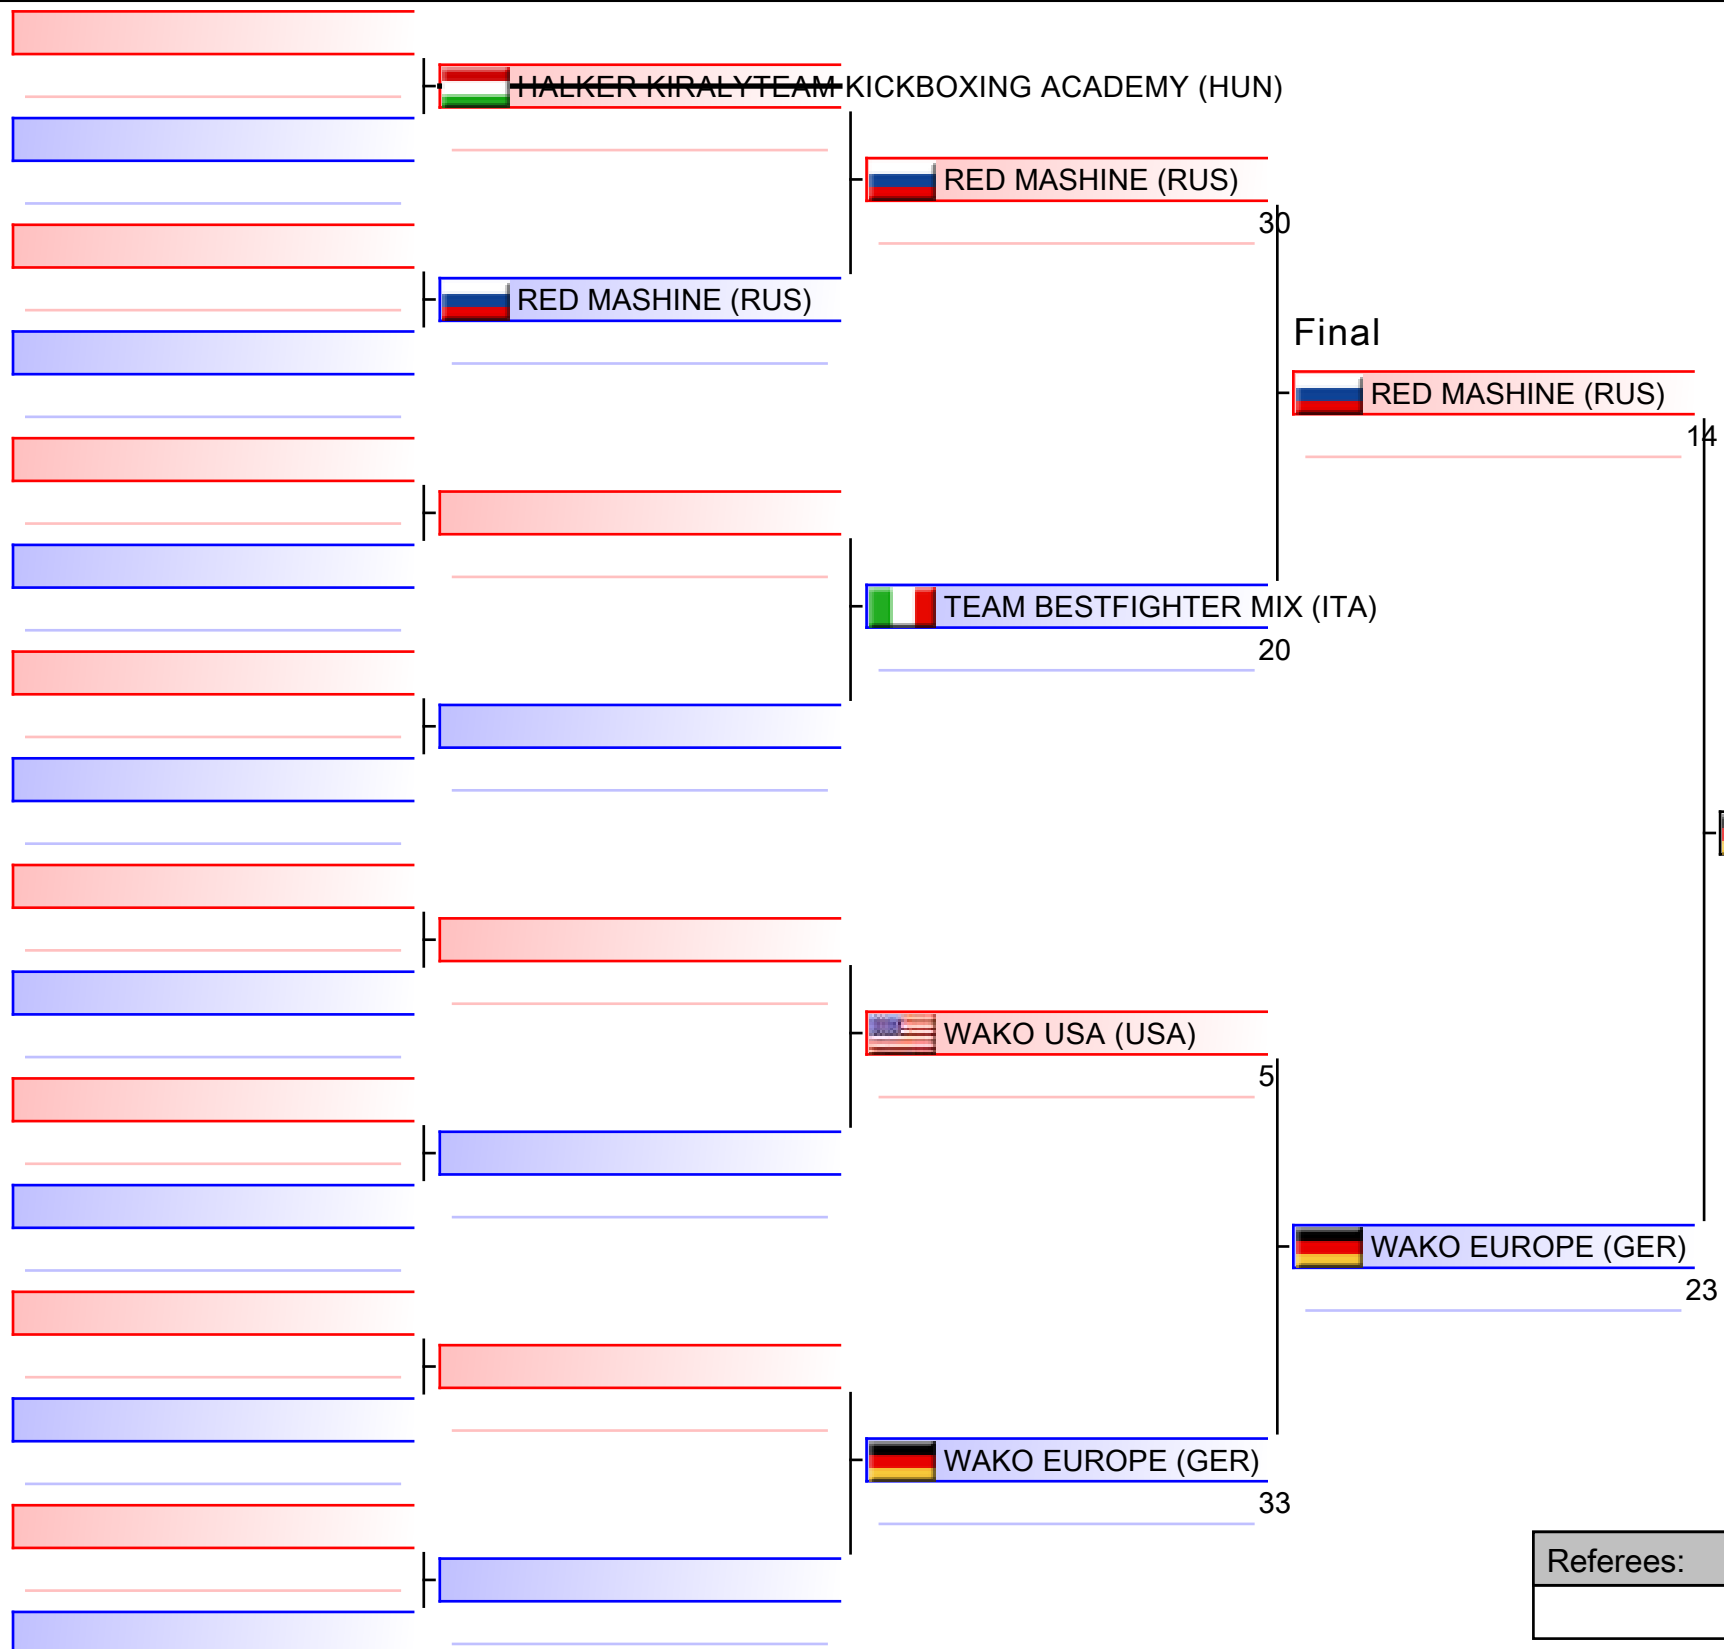 HALKER KIRALYTEAM KICKBOXING ACADEMY (HUN)
RED MASHINE (RUS)
30
RED MASHINE (RUS)
Final
RED MASHINE (RUS)
14
TEAM BESTFIGHTER MIX (ITA)
20
WAKO USA (USA)
5
WAKO EUROPE (GER)
23
WAKO EUROPE (GER)
33
Referees: